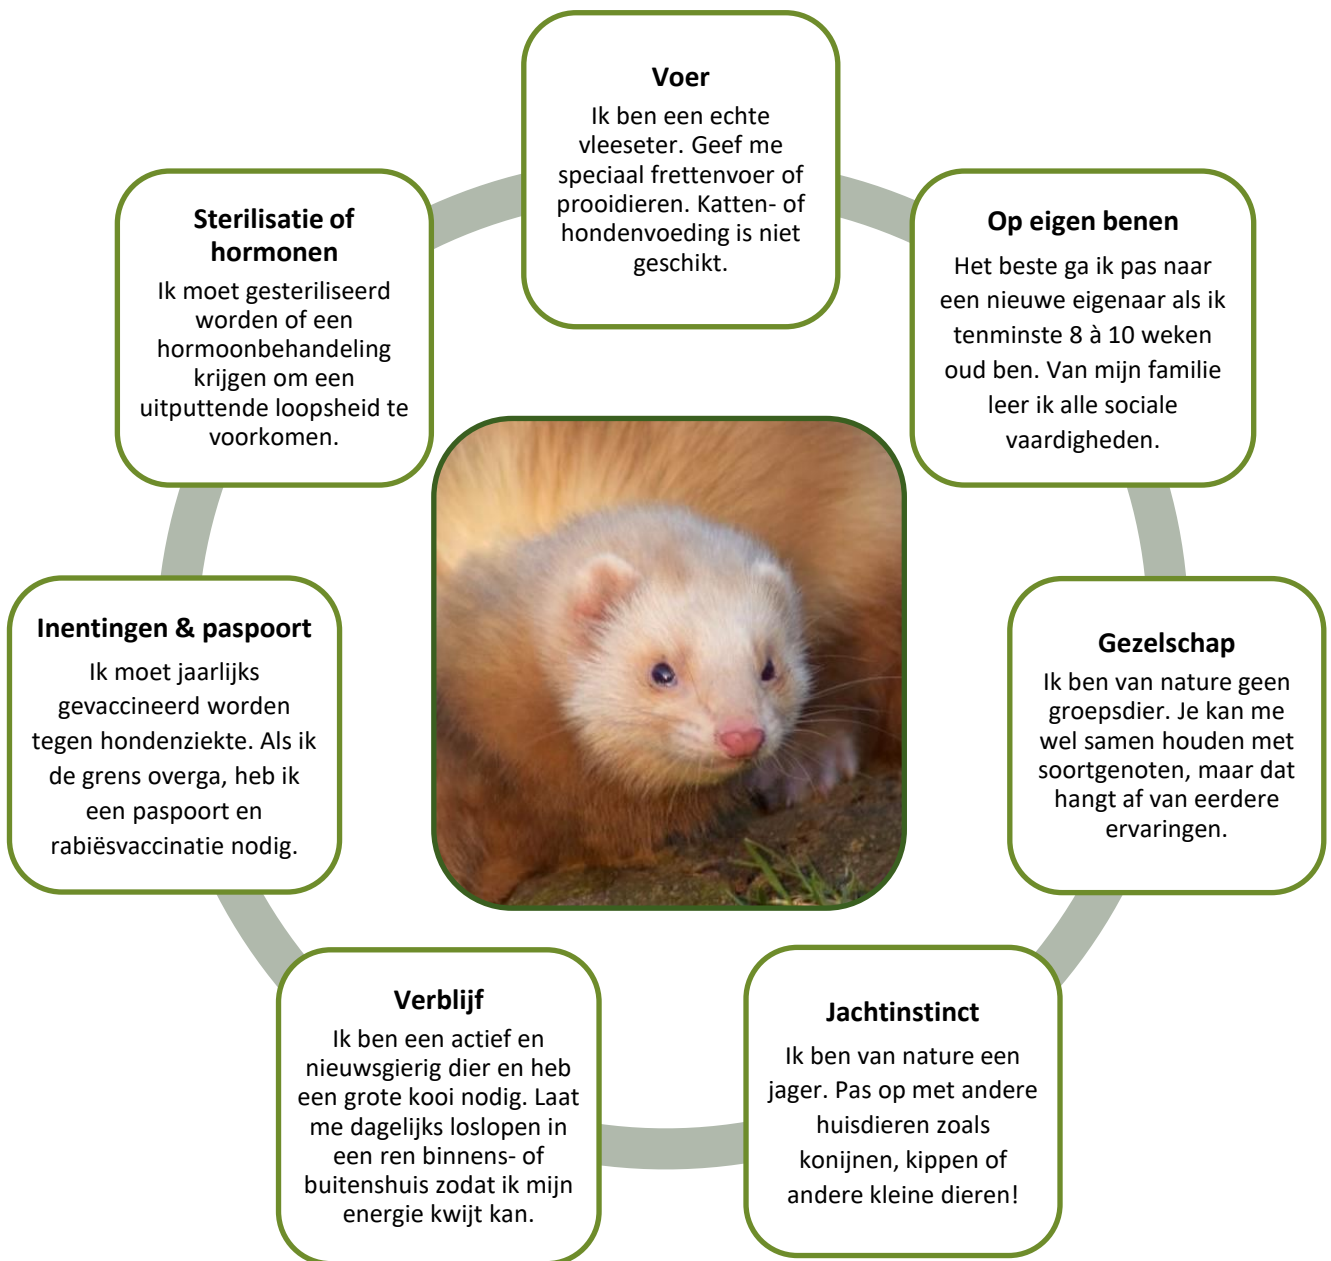 Voer
Ik ben een echte
vleeseter. Geef me
speciaal frettenvoer of
prooidieren. Katten- of
hondenvoeding is niet
geschikt.
Op eigen benen
Het beste ga ik pas naar
een nieuwe eigenaar als ik
tenminste 8 à 10 weken
oud ben. Van mijn familie
leer ik alle sociale
vaardigheden.
Gezelschap
Ik ben van nature geen
groepsdier. Je kan me
wel samen houden met
soortgenoten, maar dat
hangt af van eerdere
ervaringen.
Jachtinstinct
Ik ben van nature een
jager. Pas op met andere
huisdieren zoals
konijnen, kippen of
andere kleine dieren!
Verblijf
Ik ben een actief en
nieuwsgierig dier en heb
een grote kooi nodig. Laat
me dagelijks loslopen in
een ren binnens- of
buitenshuis zodat ik mijn
energie kwijt kan.
Inentingen & paspoort
Ik moet jaarlijks
gevaccineerd worden
tegen hondenziekte. Als ik
de grens overga, heb ik
een paspoort en
rabiësvaccinatie nodig.
Sterilisatie of
hormonen
Ik moet gesteriliseerd
worden of een
hormoonbehandeling
krijgen om een
uitputtende loopsheid te
voorkomen.